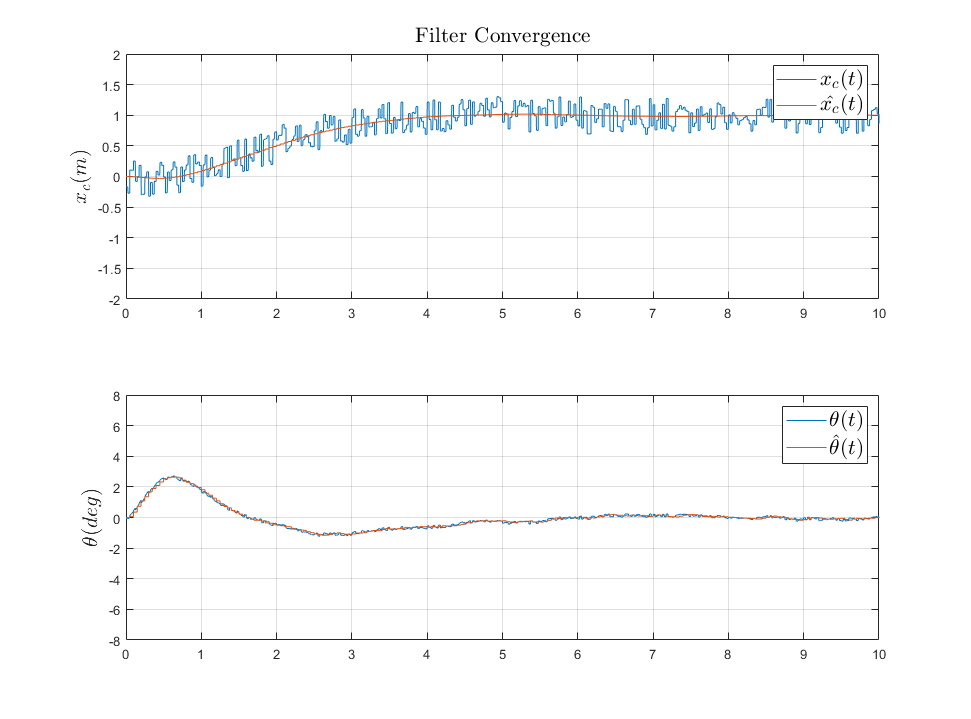 Filter Convergence
2
1.5
1
0.5
0
-0.5
-1
-1.5
-2
x_c(m)
x_c(t)
x̂_c(t)
0 1 2 3 4 5 6 7 8 9 10
8
6
4
2
0
-2
-4
-6
-8
θ(deg)
θ(t)
θ̂(t)
0 1 2 3 4 5 6 7 8 9 10